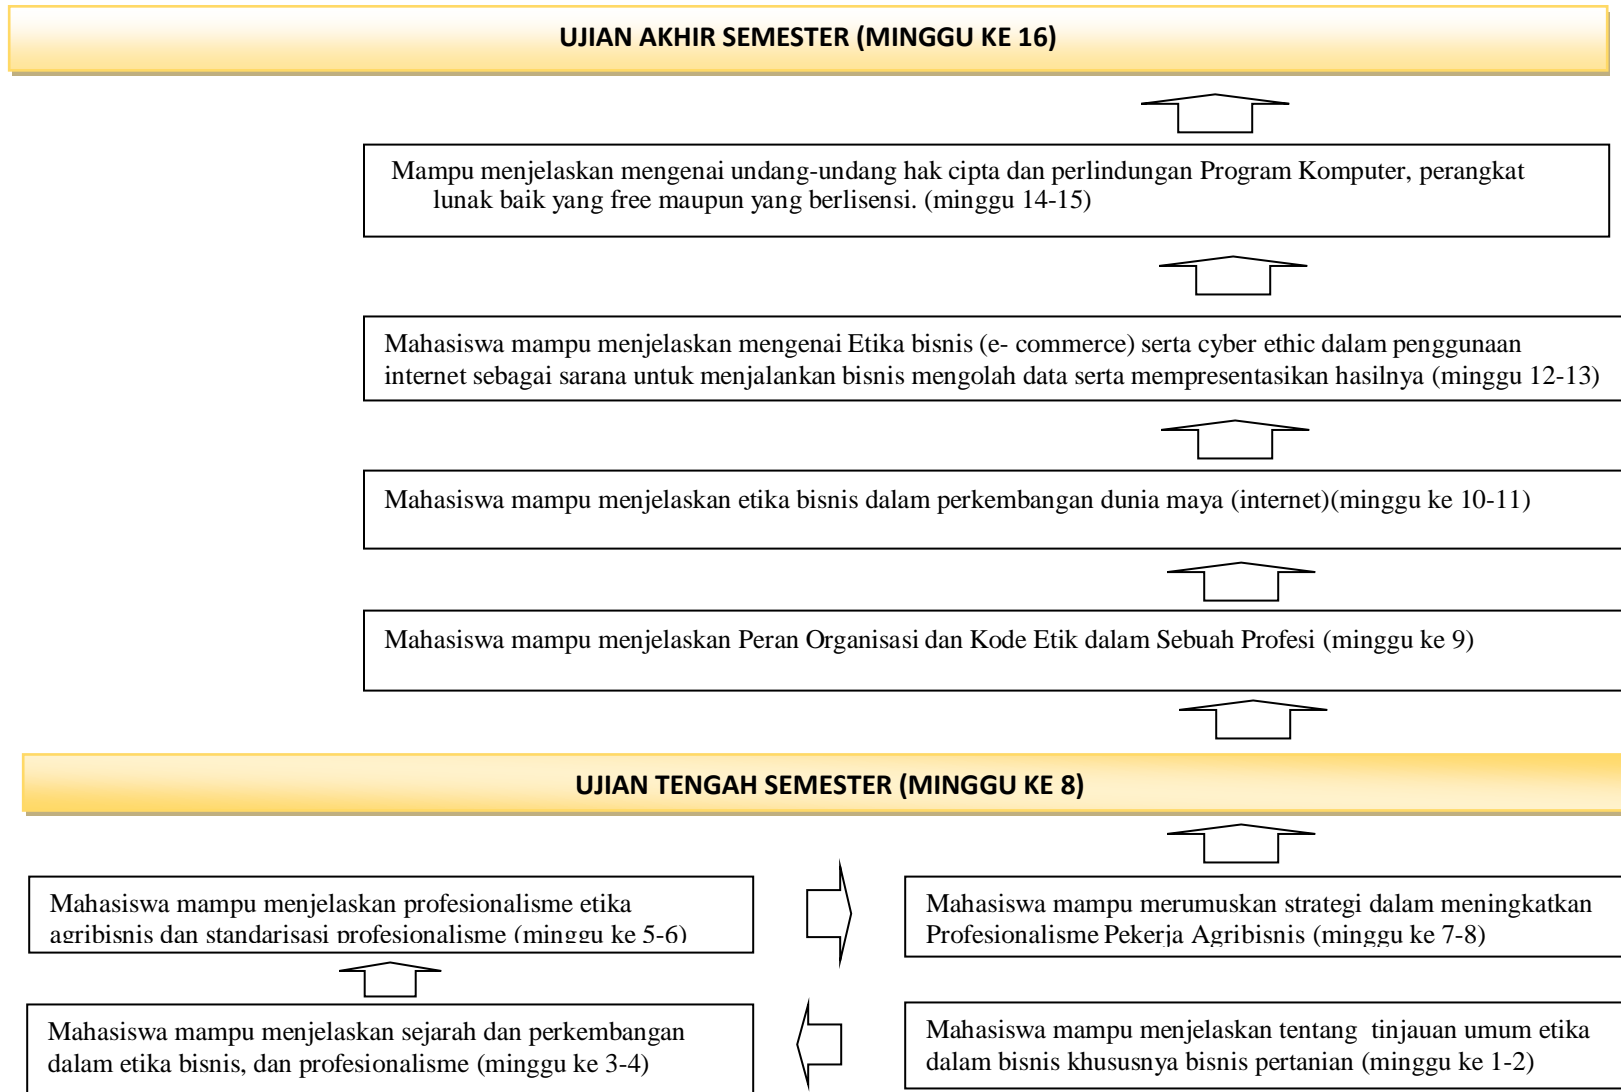 UJIAN AKHIR SEMESTER (MINGGU KE 16)
Mampu menjelaskan mengenai undang-undang hak cipta dan perlindungan Program Komputer, perangkat
lunak baik yang free maupun yang berlisensi. (minggu 14-15)
Mahasiswa mampu menjelaskan mengenai Etika bisnis (e- commerce) serta cyber ethic dalam penggunaan
internet sebagai sarana untuk menjalankan bisnis mengolah data serta mempresentasikan hasilnya (minggu 12-13)
Mahasiswa mampu menjelaskan etika bisnis dalam perkembangan dunia maya (internet)(minggu ke 10-11)
Mahasiswa mampu menjelaskan Peran Organisasi dan Kode Etik dalam Sebuah Profesi (minggu ke 9)
UJIAN TENGAH SEMESTER (MINGGU KE 8)
Mahasiswa mampu menjelaskan profesionalisme etika
agribisnis dan standarisasi profesionalisme (minggu ke 5-6)
Mahasiswa mampu merumuskan strategi dalam meningkatkan
Profesionalisme Pekerja Agribisnis (minggu ke 7-8)
Mahasiswa mampu menjelaskan sejarah dan perkembangan
dalam etika bisnis, dan profesionalisme (minggu ke 3-4)
Mahasiswa mampu menjelaskan tentang  tinjauan umum etika
dalam bisnis khususnya bisnis pertanian (minggu ke 1-2)